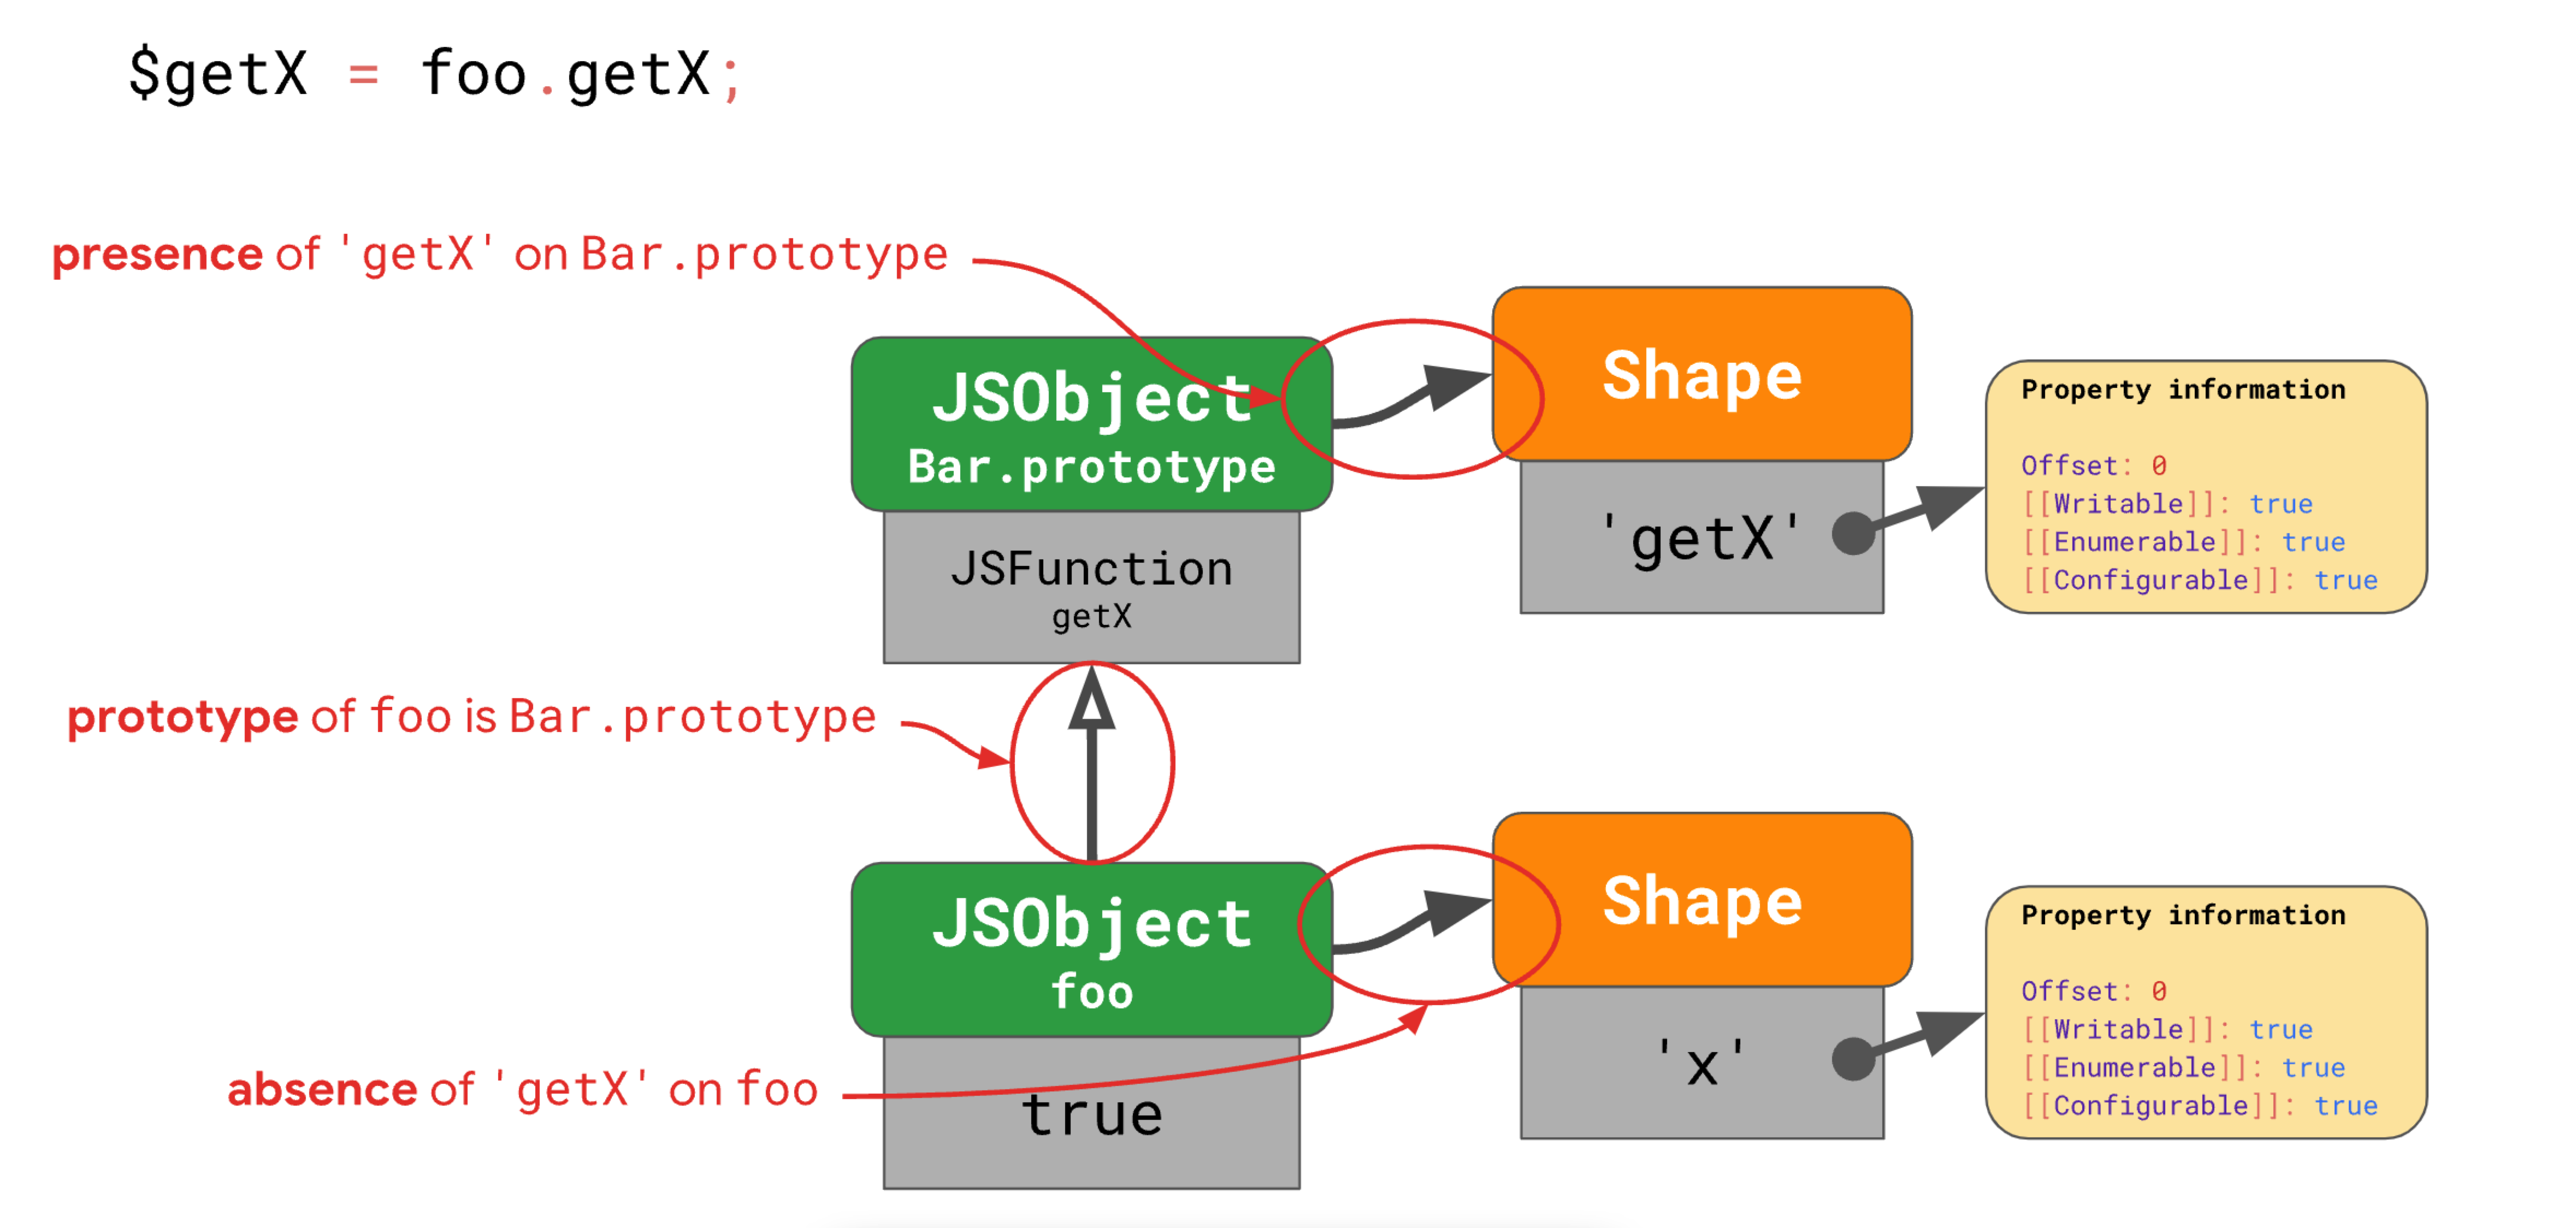 $getX = foo.getX;
presence of 'getX' on Bar.prototype
JSObject
Bar.prototype
JSFunction
getX
Shape
'getX'
Property information
Offset: 0
[[Writable]]: true
[[Enumerable]]: true
[[Configurable]]: true
prototype of foo is Bar.prototype
JSObject
foo
true
absence of 'getX' on foo
Shape
'x'
Property information
Offset: 0
[[Writable]]: true
[[Enumerable]]: true
[[Configurable]]: true